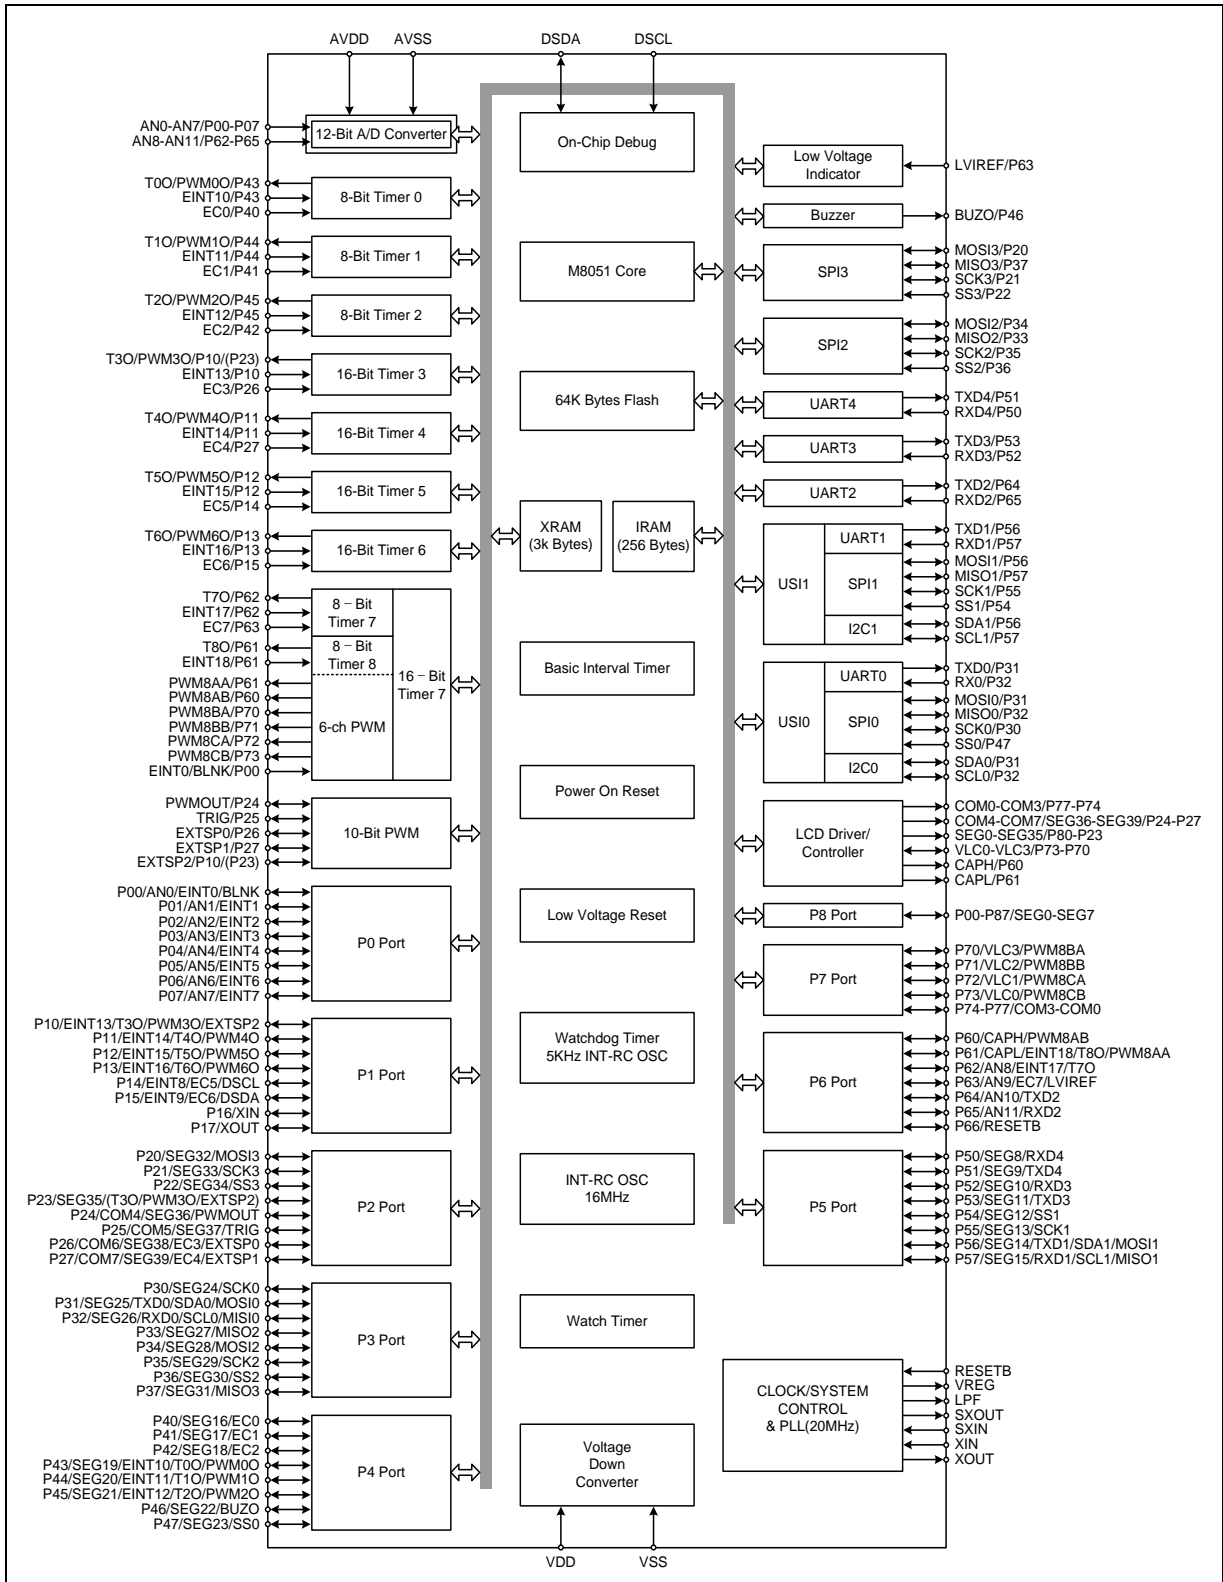 AVDD
AVSS
DSDA
DSCL
AN0-AN7/P00-P07
AN8-AN11/P62-P65
12-Bit A/D Converter
T0O/PWM0O/P43
EINT10/P43
EC0/P40
8-Bit Timer 0
T1O/PWM1O/P44
EINT11/P44
EC1/P41
8-Bit Timer 1
T2O/PWM2O/P45
EINT12/P45
EC2/P42
8-Bit Timer 2
T3O/PWM3O/P10/(P23)
EINT13/P10
EC3/P26
16-Bit Timer 3
T4O/PWM4O/P11
EINT14/P11
EC4/P27
16-Bit Timer 4
T5O/PWM5O/P12
EINT15/P12
EC5/P14
16-Bit Timer 5
T6O/PWM6O/P13
EINT16/P13
EC6/P15
16-Bit Timer 6
T7O/P62
EINT17/P62
EC7/P63
8 – Bit
Timer 7
T8O/P61
EINT18/P61
8 – Bit
Timer 8
16 – Bit
Timer 7
PWM8AA/P61
PWM8AB/P60
PWM8BA/P70
PWM8BB/P71
PWM8CA/P72
PWM8CB/P73
EINT0/BLNK/P00
6-ch PWM
PWMOUT/P24
TRIG/P25
EXTSP0/P26
EXTSP1/P27
EXTSP2/P10/(P23)
10-Bit PWM
P00/AN0/EINT0/BLNK
P01/AN1/EINT1
P02/AN2/EINT2
P03/AN3/EINT3
P04/AN4/EINT4
P05/AN5/EINT5
P06/AN6/EINT6
P07/AN7/EINT7
P0 Port
P10/EINT13/T3O/PWM3O/EXTSP2
P11/EINT14/T4O/PWM4O
P12/EINT15/T5O/PWM5O
P13/EINT16/T6O/PWM6O
P14/EINT8/EC5/DSCL
P15/EINT9/EC6/DSDA
P16/XIN
P17/XOUT
P1 Port
P20/SEG32/MOSI3
P21/SEG33/SCK3
P22/SEG34/SS3
P23/SEG35/(T3O/PWM3O/EXTSP2)
P24/COM4/SEG36/PWMOUT
P25/COM5/SEG37/TRIG
P26/COM6/SEG38/EC3/EXTSP0
P27/COM7/SEG39/EC4/EXTSP1
P2 Port
P30/SEG24/SCK0
P31/SEG25/TXD0/SDA0/MOSI0
P32/SEG26/RXD0/SCL0/MISI0
P33/SEG27/MISO2
P34/SEG28/MOSI2
P35/SEG29/SCK2
P36/SEG30/SS2
P37/SEG31/MISO3
P3 Port
P40/SEG16/EC0
P41/SEG17/EC1
P42/SEG18/EC2
P43/SEG19/EINT10/T0O/PWM0O
P44/SEG20/EINT11/T1O/PWM1O
P45/SEG21/EINT12/T2O/PWM2O
P46/SEG22/BUZO
P47/SEG23/SS0
P4 Port
On-Chip Debug
M8051 Core
64K Bytes Flash
XRAM
(3k Bytes)
IRAM
(256 Bytes)
Basic Interval Timer
Power On Reset
Low Voltage Reset
Watchdog Timer
5KHz INT-RC OSC
INT-RC OSC
16MHz
Watch Timer
Voltage
Down
Converter
VDD
VSS
Low Voltage
Indicator
LVIREF/P63
Buzzer
BUZO/P46
SPI3
MOSI3/P20
MISO3/P37
SCK3/P21
SS3/P22
SPI2
MOSI2/P34
MISO2/P33
SCK2/P35
SS2/P36
UART4
TXD4/P51
RXD4/P50
UART3
TXD3/P53
RXD3/P52
UART2
TXD2/P64
RXD2/P65
USI1
UART1
TXD1/P56
RXD1/P57
SPI1
MOSI1/P56
MISO1/P57
SCK1/P55
SS1/P54
I2C1
SDA1/P56
SCL1/P57
USI0
UART0
TXD0/P31
RX0/P32
SPI0
MOSI0/P31
MISO0/P32
SCK0/P30
SS0/P47
I2C0
SDA0/P31
SCL0/P32
LCD Driver/
Controller
COM0-COM3/P77-P74
COM4-COM7/SEG36-SEG39/P24-P27
SEG0-SEG35/P80-P23
VLC0-VLC3/P73-P70
CAPH/P60
CAPL/P61
P8 Port
P00-P87/SEG0-SEG7
P7 Port
P70/VLC3/PWM8BA
P71/VLC2/PWM8BB
P72/VLC1/PWM8CA
P73/VLC0/PWM8CB
P74-P77/COM3-COM0
P6 Port
P60/CAPH/PWM8AB
P61/CAPL/EINT18/T8O/PWM8AA
P62/AN8/EINT17/T7O
P63/AN9/EC7/LVIREF
P64/AN10/TXD2
P65/AN11/RXD2
P66/RESETB
P5 Port
P50/SEG8/RXD4
P51/SEG9/TXD4
P52/SEG10/RXD3
P53/SEG11/TXD3
P54/SEG12/SS1
P55/SEG13/SCK1
P56/SEG14/TXD1/SDA1/MOSI1
P57/SEG15/RXD1/SCL1/MISO1
CLOCK/SYSTEM
CONTROL
& PLL(20MHz)
RESETB
VREG
LPF
SXOUT
SXIN
XIN
XOUT